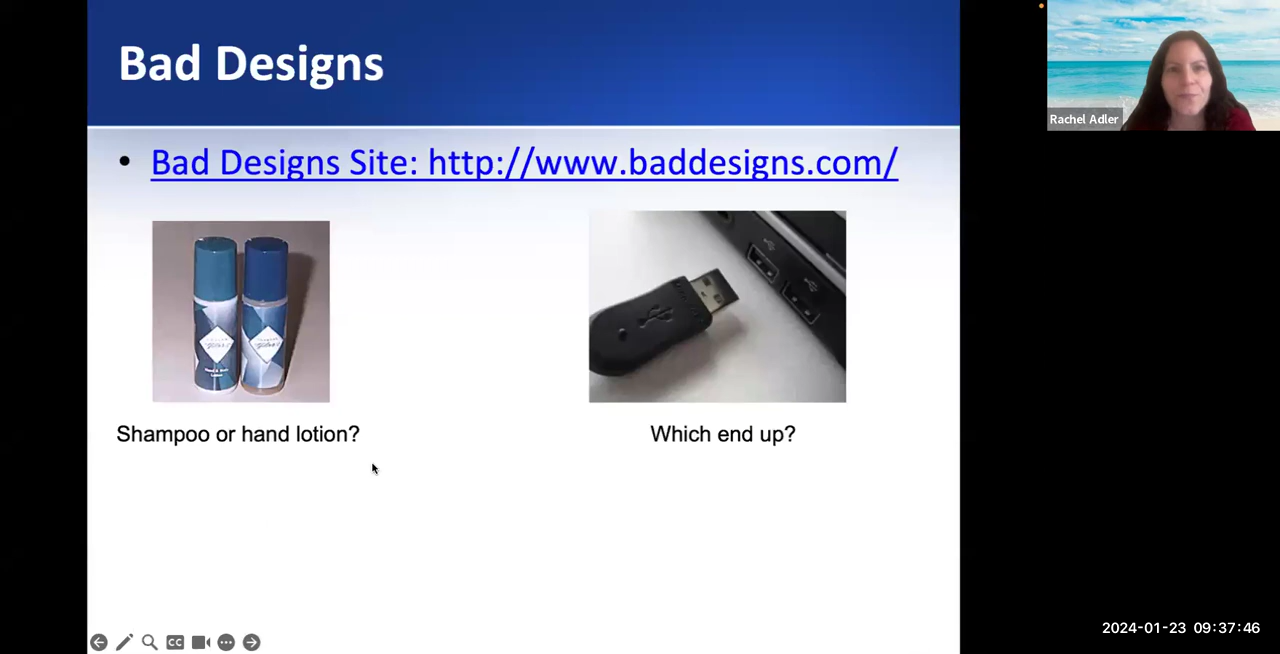 Bad Designs
• Bad Designs Site: http://www.baddesigns.com/
Shampoo or hand lotion?
Which end up?
Rachel Adler
CC
2024-01-23 09:37:46